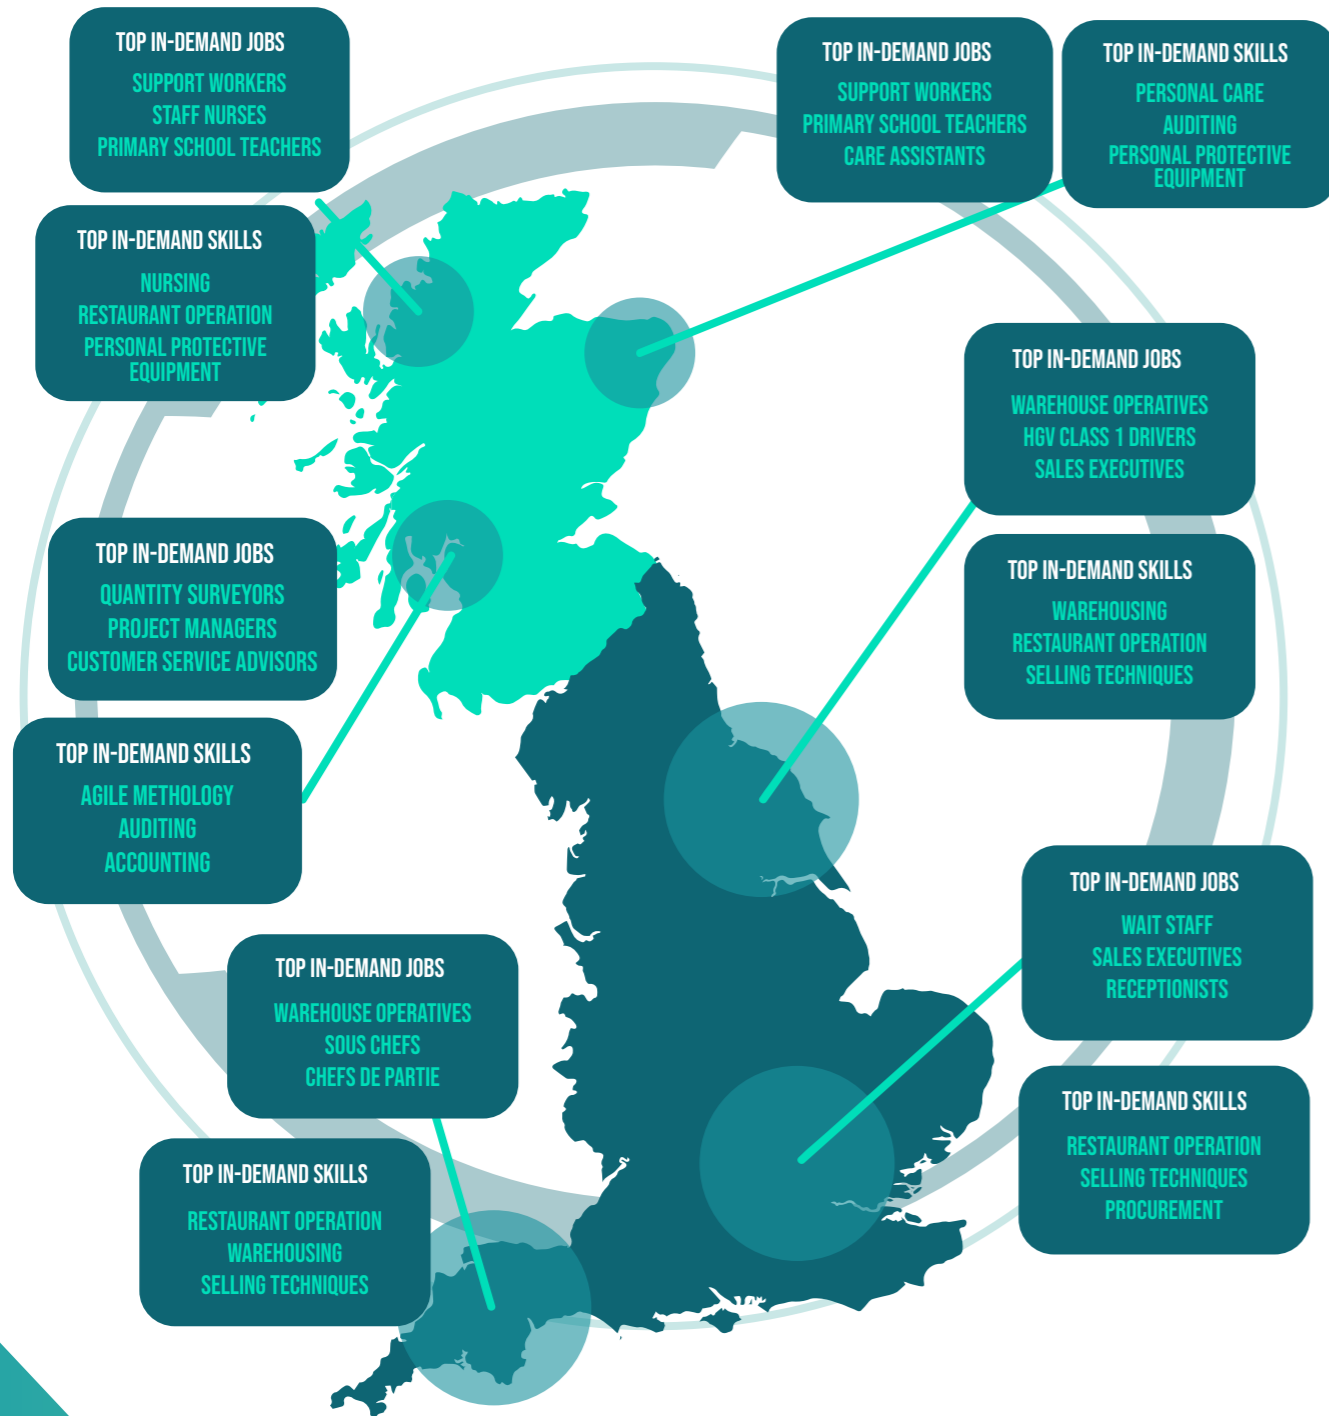 TOP IN-DEMAND JOBS
SUPPORT WORKERS
STAFF NURSES
PRIMARY SCHOOL TEACHERS
TOP IN-DEMAND SKILLS
NURSING
RESTAURANT OPERATION
PERSONAL PROTECTIVE
EQUIPMENT
TOP IN-DEMAND JOBS
SUPPORT WORKERS
PRIMARY SCHOOL TEACHERS
CARE ASSISTANTS
TOP IN-DEMAND SKILLS
PERSONAL CARE
AUDITING
PERSONAL PROTECTIVE
EQUIPMENT
TOP IN-DEMAND JOBS
WAREHOUSE OPERATIVES
HGV CLASS 1 DRIVERS
SALES EXECUTIVES
TOP IN-DEMAND SKILLS
WAREHOUSING
RESTAURANT OPERATION
SELLING TECHNIQUES
TOP IN-DEMAND JOBS
QUANTITY SURVEYORS
PROJECT MANAGERS
CUSTOMER SERVICE ADVISORS
TOP IN-DEMAND SKILLS
AGILE METHOLOGY
AUDITING
ACCOUNTING
TOP IN-DEMAND JOBS
WAIT STAFF
SALES EXECUTIVES
RECEPTIONISTS
TOP IN-DEMAND SKILLS
RESTAURANT OPERATION
SELLING TECHNIQUES
PROCUREMENT
TOP IN-DEMAND JOBS
WAREHOUSE OPERATIVES
SOUS CHEFS
CHEFS DE PARTIE
TOP IN-DEMAND SKILLS
RESTAURANT OPERATION
WAREHOUSING
SELLING TECHNIQUES